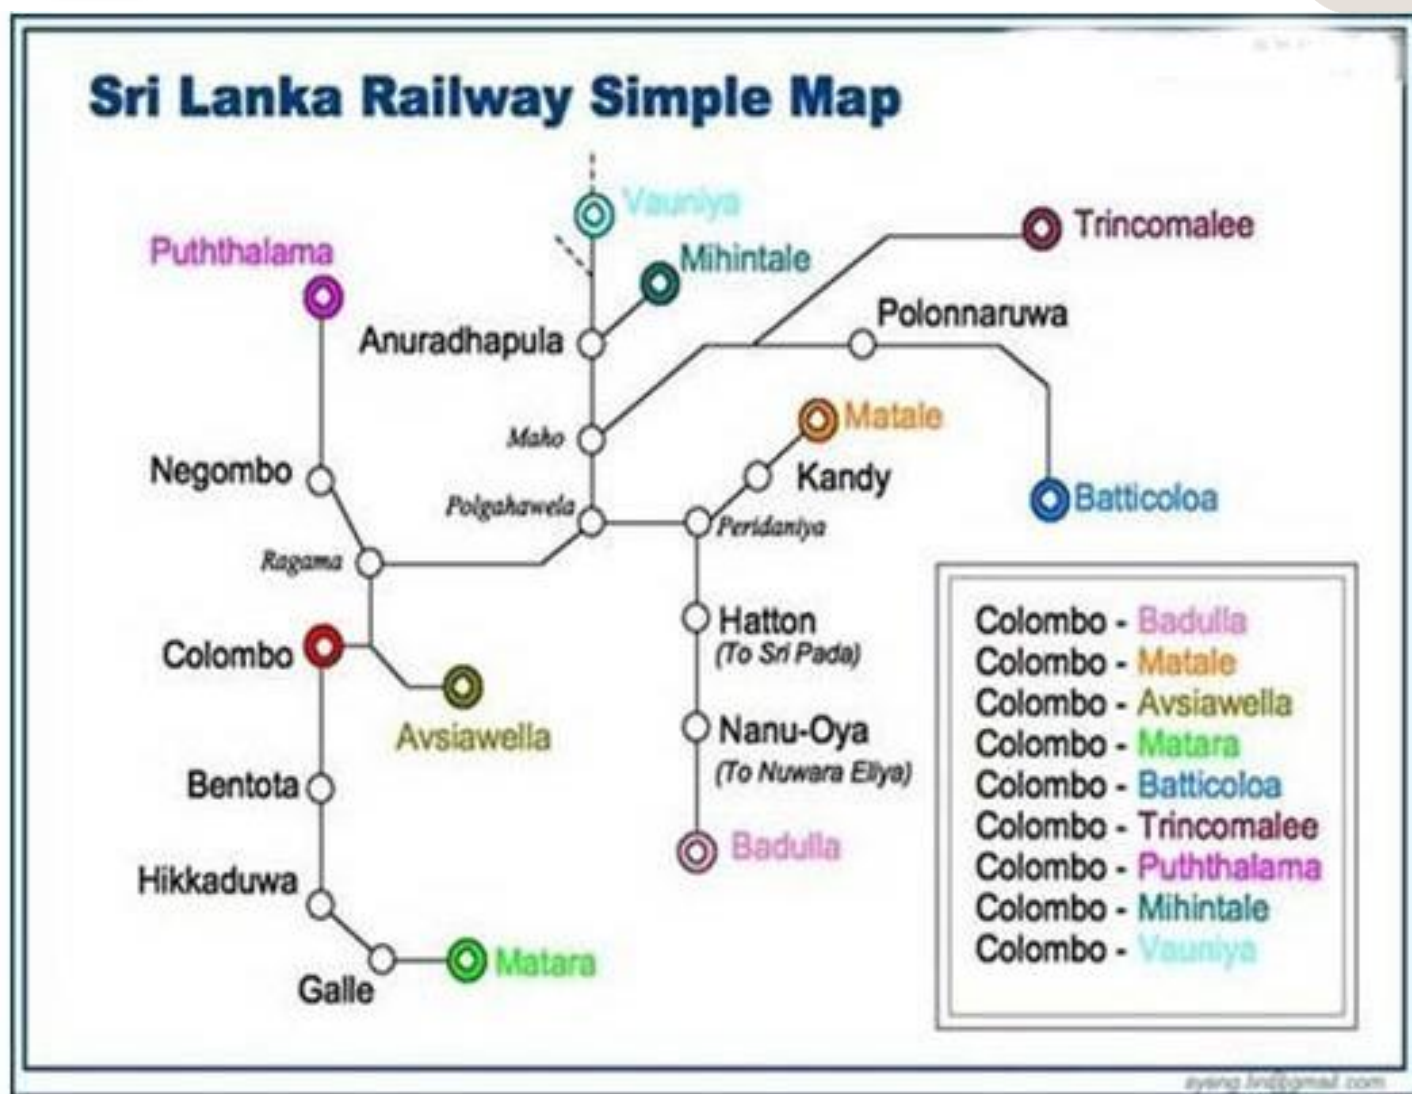 Sri Lanka Railway Simple Map
Vauniya
Trincomalee
Puththalama
Mihintale
Polonnaruwa
Anuradhapula
Matale
Maho
Negombo
Kandy
Polgahawela
Batticoloa
Peridaniya
Ragama
Hatton
(To Sri Pada)
Colombo
Avsiawella
Nanu-Oya
(To Nuwara Eliya)
Bentota
Badulla
Hikkaduwa
Matara
Galle
Colombo - Badulla
Colombo - Matale
Colombo - Avsiawella
Colombo - Matara
Colombo - Batticoloa
Colombo - Trincomalee
Colombo - Puththalama
Colombo - Mihintale
Colombo - Vauniya